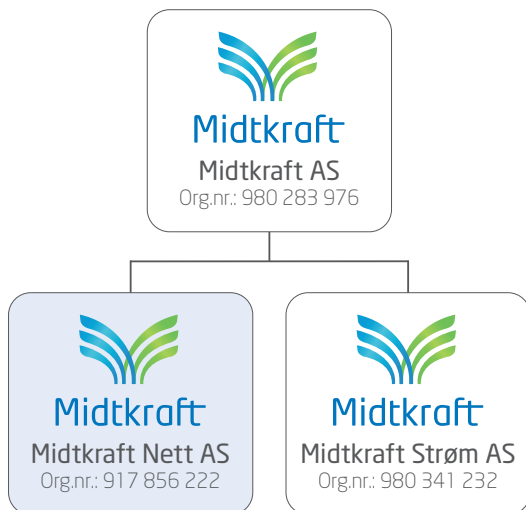 Midtkraft
Midtkraft AS
Org.nr.: 980 283 976
Midtkraft
Midtkraft Nett AS
Org.nr.: 917 856 222
Midtkraft
Midtkraft Strøm AS
Org.nr.: 980 341 232